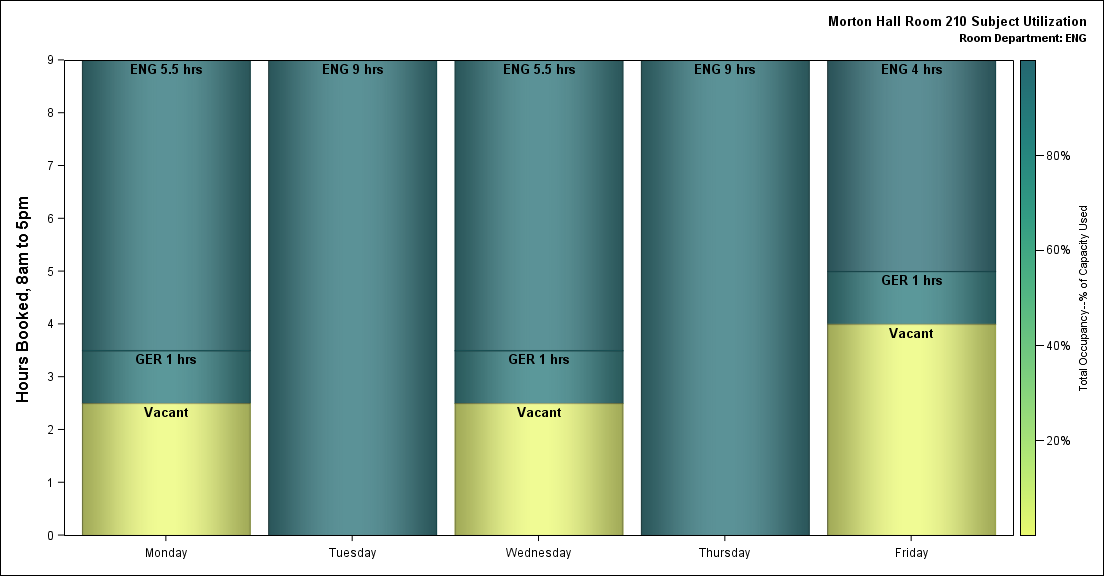 Morton Hall Room 210 Subject Utilization
Room Department: ENG
Hours Booked, 8am to 5pm
9
8
7
6
5
4
3
2
1
0
ENG 5.5 hrs
GER 1 hrs
Vacant
ENG 9 hrs
ENG 5.5 hrs
GER 1 hrs
Vacant
ENG 9 hrs
ENG 4 hrs
GER 1 hrs
Vacant
Monday
Tuesday
Wednesday
Thursday
Friday
80%
60%
40%
20%
Total Occupancy--% of Capacity Used